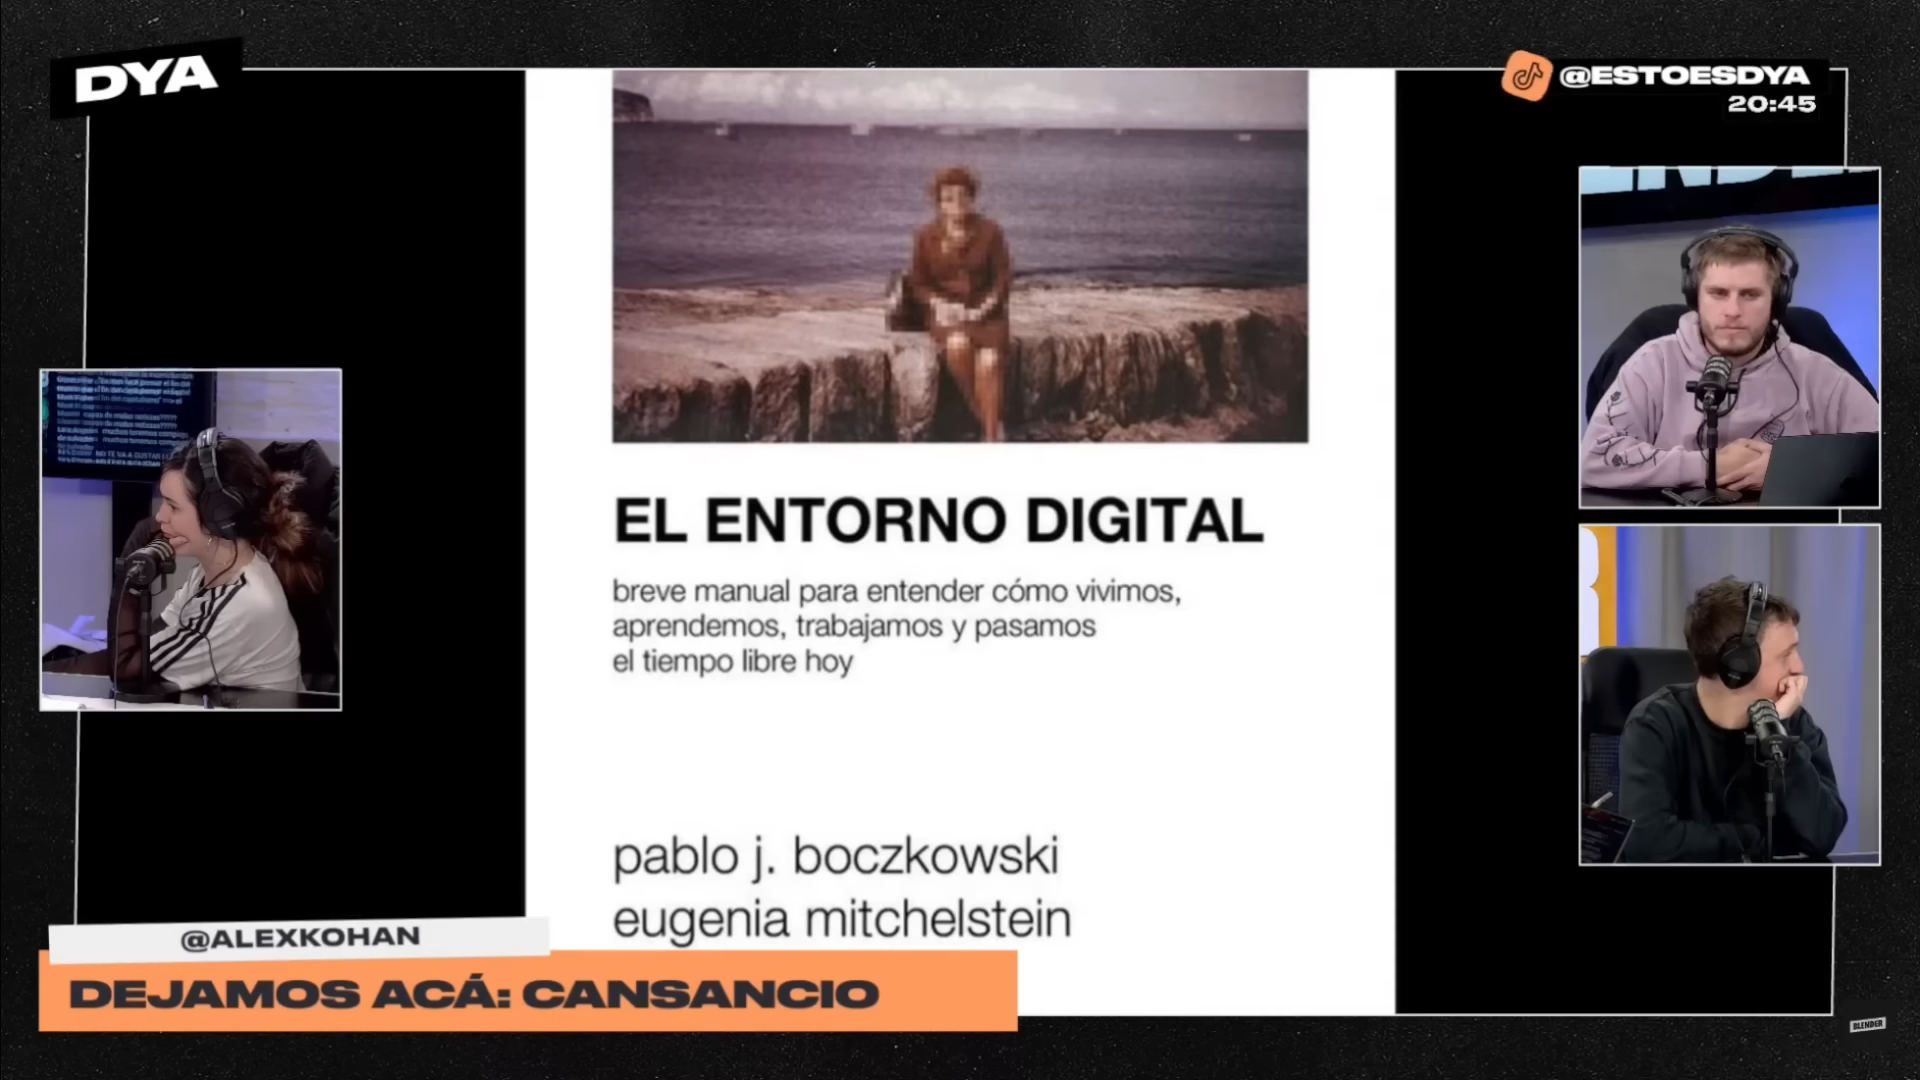 DYA
@ESTOESDYA
20:45
EL ENTORNO DIGITAL
breve manual para entender cómo vivimos,
aprendemos, trabajamos y pasamos
el tiempo libre hoy
pablo j. boczkowski
eugenia mitchelstein
@ALEXKOHAN
DEJAMOS ACÁ: CANSANCIO
BLENDER